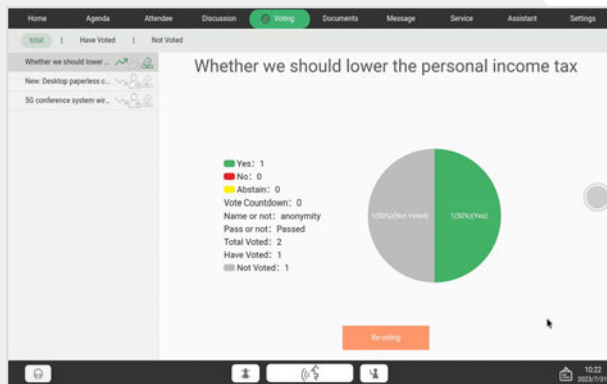 Home Agenda Attendee Discussion Voting Documents Message Service Assistant Settings
total | Have Voted | Not Voted
Whether we should lower ...
New: Desktop paperless c...
5G conference system wir...
Whether we should lower the personal income tax
Yes: 1
No: 0
Abstain: 0
Vote Countdown: 0
Name or not: anonymity
Pass or not: Passed
Total Voted: 2
Have Voted: 1
Not Voted: 1
1(50%)(Not Voted) 1(50%)(Yes)
Re-voting
10:22